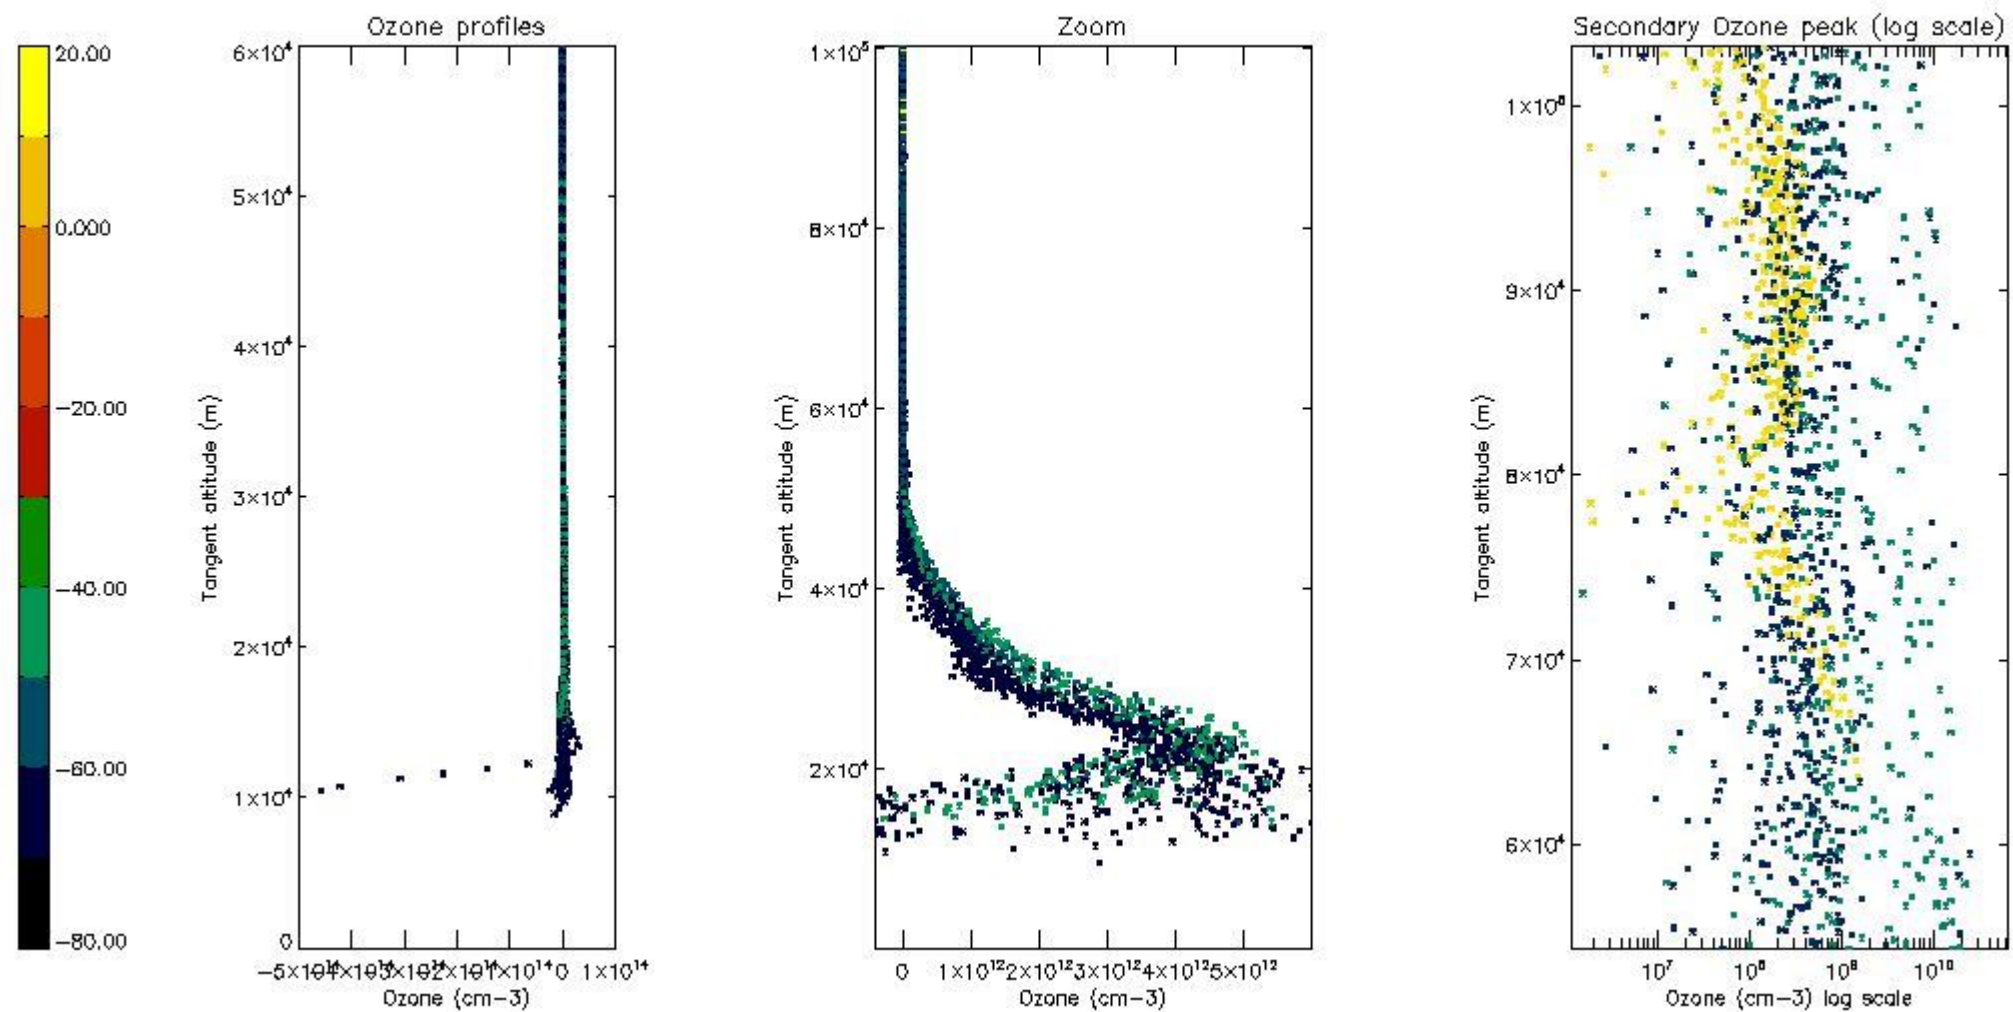 Ozone profiles
Zoom
Secondary Ozone peak (log scale)
20.00
0.000
−20.00
−40.00
−60.00
−80.00
6×10⁴
5×10⁴
4×10⁴
3×10⁴
2×10⁴
1×10⁴
0
Tangent altitude (m)
0 1×10¹⁴
Ozone (cm−3)
1×10⁵
8×10⁴
6×10⁴
4×10⁴
2×10⁴
Tangent altitude (m)
0 1×10¹² 2×10¹² 3×10¹² 4×10¹² 5×10¹²
Ozone (cm−3)
9×10⁴
8×10⁴
7×10⁴
6×10⁴
Tangent altitude (m)
10⁷ 10¹⁰
Ozone (cm−3) log scale